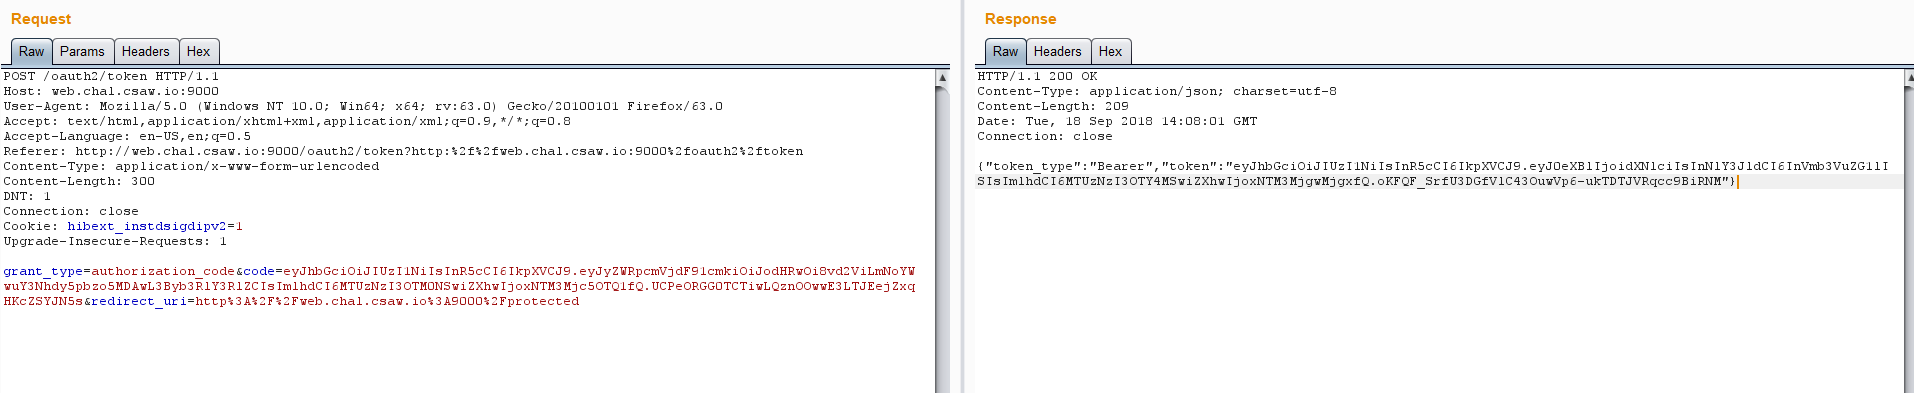 Request
Raw Params Headers Hex
POST /oauth2/token HTTP/1.1
Host: web.chal.csaw.io:9000
User-Agent: Mozilla/5.0 (Windows NT 10.0; Win64; x64; rv:63.0) Gecko/20100101 Firefox/63.0
Accept: text/html,application/xhtml+xml,application/xml;q=0.9,*/*;q=0.8
Accept-Language: en-US,en;q=0.5
Referer: http://web.chal.csaw.io:9000/oauth2/token?http:%2f%2fweb.chal.csaw.io:9000%2foauth2%2ftoken
Content-Type: application/x-www-form-urlencoded
Content-Length: 300
DNT: 1
Connection: close
Cookie: hibext_instdsigdipv2=1
Upgrade-Insecure-Requests: 1
grant_type=authorization_code&code=eyJhbGciOiJIUzI1NiIsInR5cCI6IkpXVCJ9.eyJyZWRpcmVjdF91cmkiOiJodHRwOi8vd2ViLmNoYW
wuY3Nhdy5pbzo5MDAwL3Byb3RlY3RlZCIsImlhdCI6MTUzNzI3OTM0NSwiZXhwIjoxNTM3Mjc5OTQ1fQ.UCPeORGG0TCTiwLQznOOwwE3LTJEejZxq
HKcZSYJN5s&redirect_uri=http%3A%2F%2Fweb.chal.csaw.io%3A9000%2Fprotected
Response
Raw Headers Hex
HTTP/1.1 200 OK
Content-Type: application/json; charset=utf-8
Content-Length: 209
Date: Tue, 18 Sep 2018 14:08:01 GMT
Connection: close
{"token_type":"Bearer","token":"eyJhbGciOiJIUzI1NiIsInR5cCI6IkpXVCJ9.eyJ0eXBlIjoidXNlciIsInNlY3JldCI6InVmb3VuZG1lI
SIsImlhdCI6MTUzNzI3OTY4MSwiZXhwIjoxNTM3MjgwMjgxfQ.oKFQF_SrfU3DGfVlC43OuwVp6-ukTDTJVRqcc9BiRNM"}